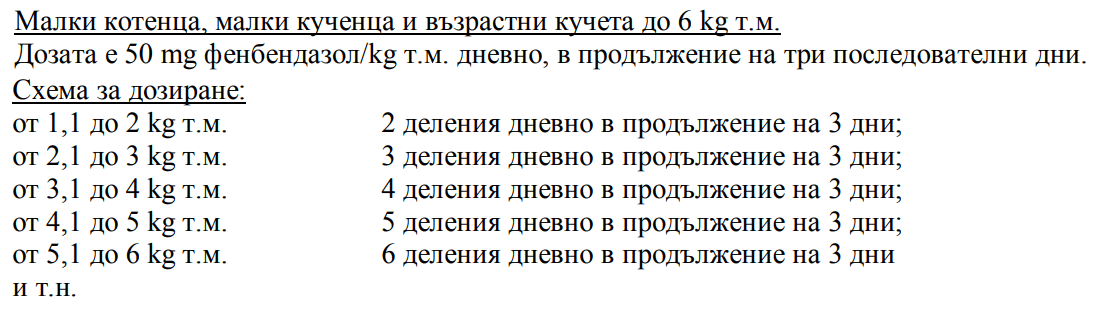 Малки котенца, малки кученца и възрастни кучета до 6 kg т.м.
Дозата е 50 mg фенбендазол/kg т.м. дневно, в продължение на три последователни дни.
Схема за дозиране:
от 1,1 до 2 kg т.м. 2 деления дневно в продължение на 3 дни;
от 2,1 до 3 kg т.м. 3 деления дневно в продължение на 3 дни;
от 3,1 до 4 kg т.м. 4 деления дневно в продължение на 3 дни;
от 4,1 до 5 kg т.м. 5 деления дневно в продължение на 3 дни;
от 5,1 до 6 kg т.м. 6 деления дневно в продължение на 3 дни
и т.н.